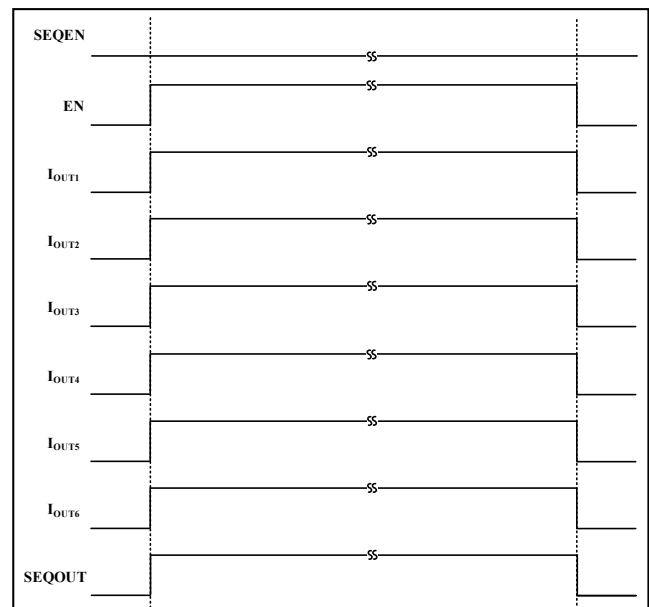 SEQEN
EN
IOUT1
IOUT2
IOUT3
IOUT4
IOUT5
IOUT6
SEQOUT